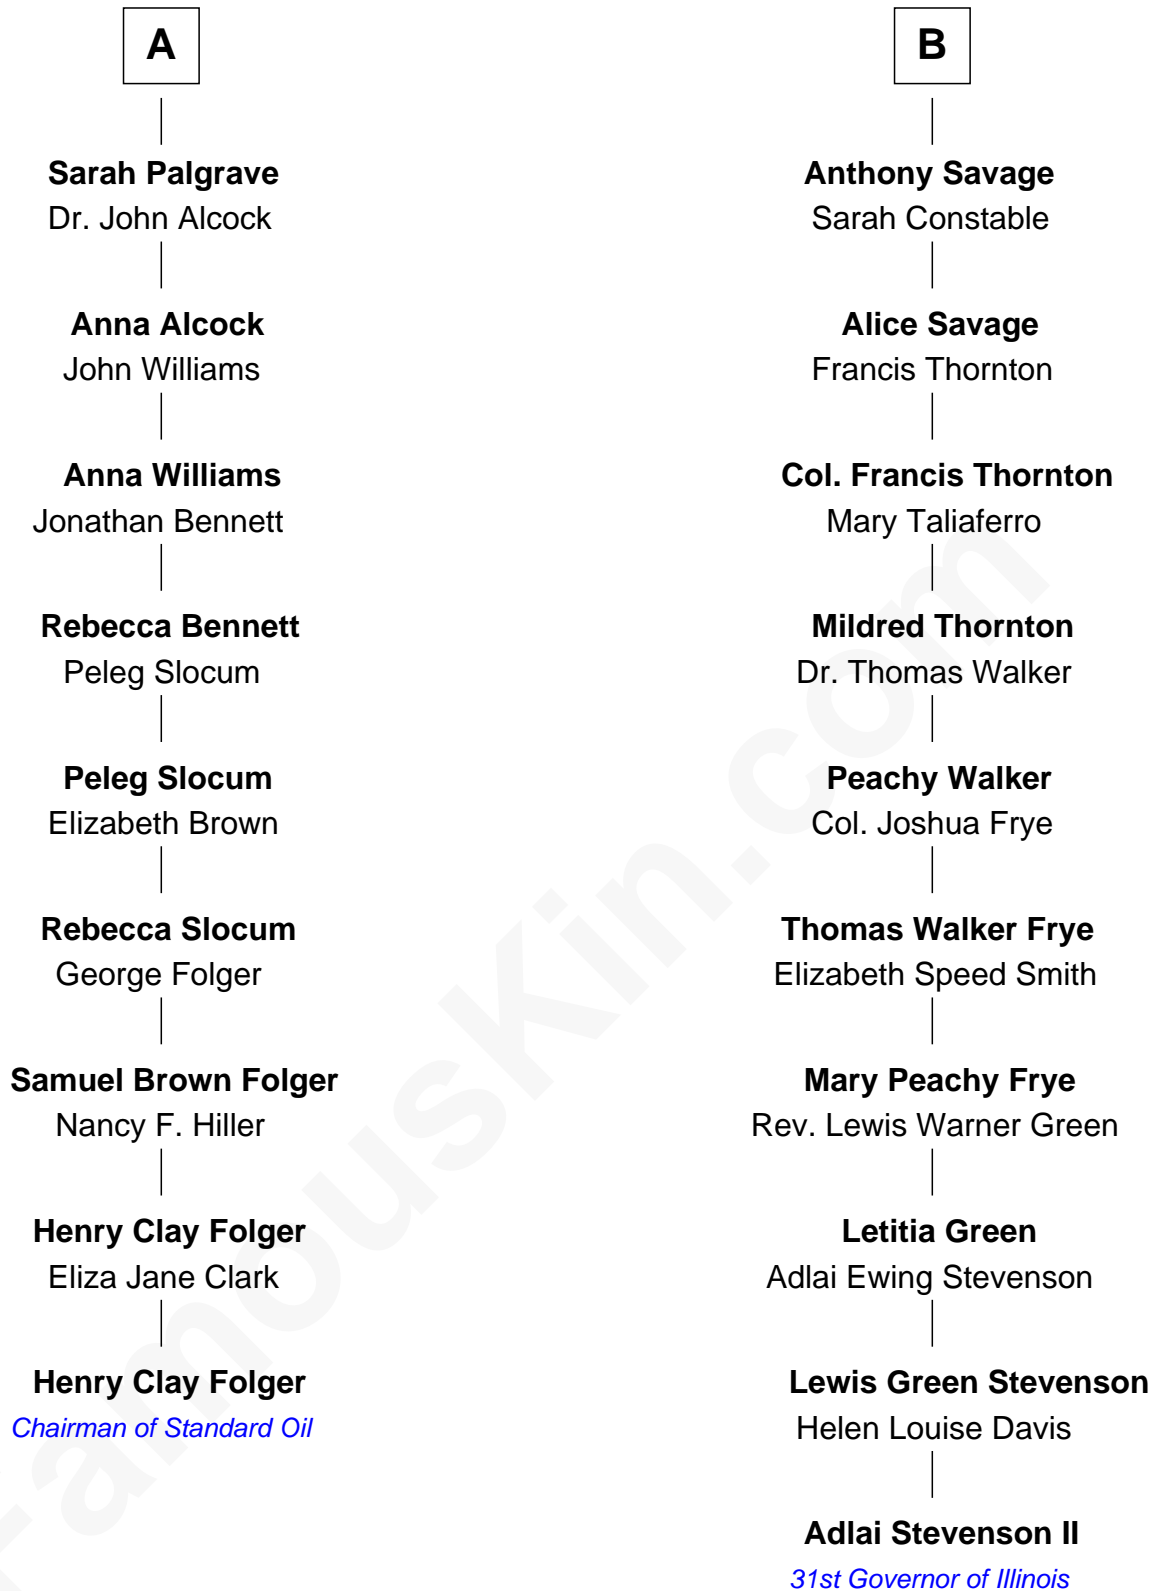 A
Sarah Palgrave
Dr. John Alcock
Anna Alcock
John Williams
Anna Williams
Jonathan Bennett
Rebecca Bennett
Peleg Slocum
Peleg Slocum
Elizabeth Brown
Rebecca Slocum
George Folger
Samuel Brown Folger
Nancy F. Hiller
Henry Clay Folger
Eliza Jane Clark
Henry Clay Folger
Chairman of Standard Oil
B
Anthony Savage
Sarah Constable
Alice Savage
Francis Thornton
Col. Francis Thornton
Mary Taliaferro
Mildred Thornton
Dr. Thomas Walker
Peachy Walker
Col. Joshua Frye
Thomas Walker Frye
Elizabeth Speed Smith
Mary Peachy Frye
Rev. Lewis Warner Green
Letitia Green
Adlai Ewing Stevenson
Lewis Green Stevenson
Helen Louise Davis
Adlai Stevenson II
31st Governor of Illinois
FamousKin.com